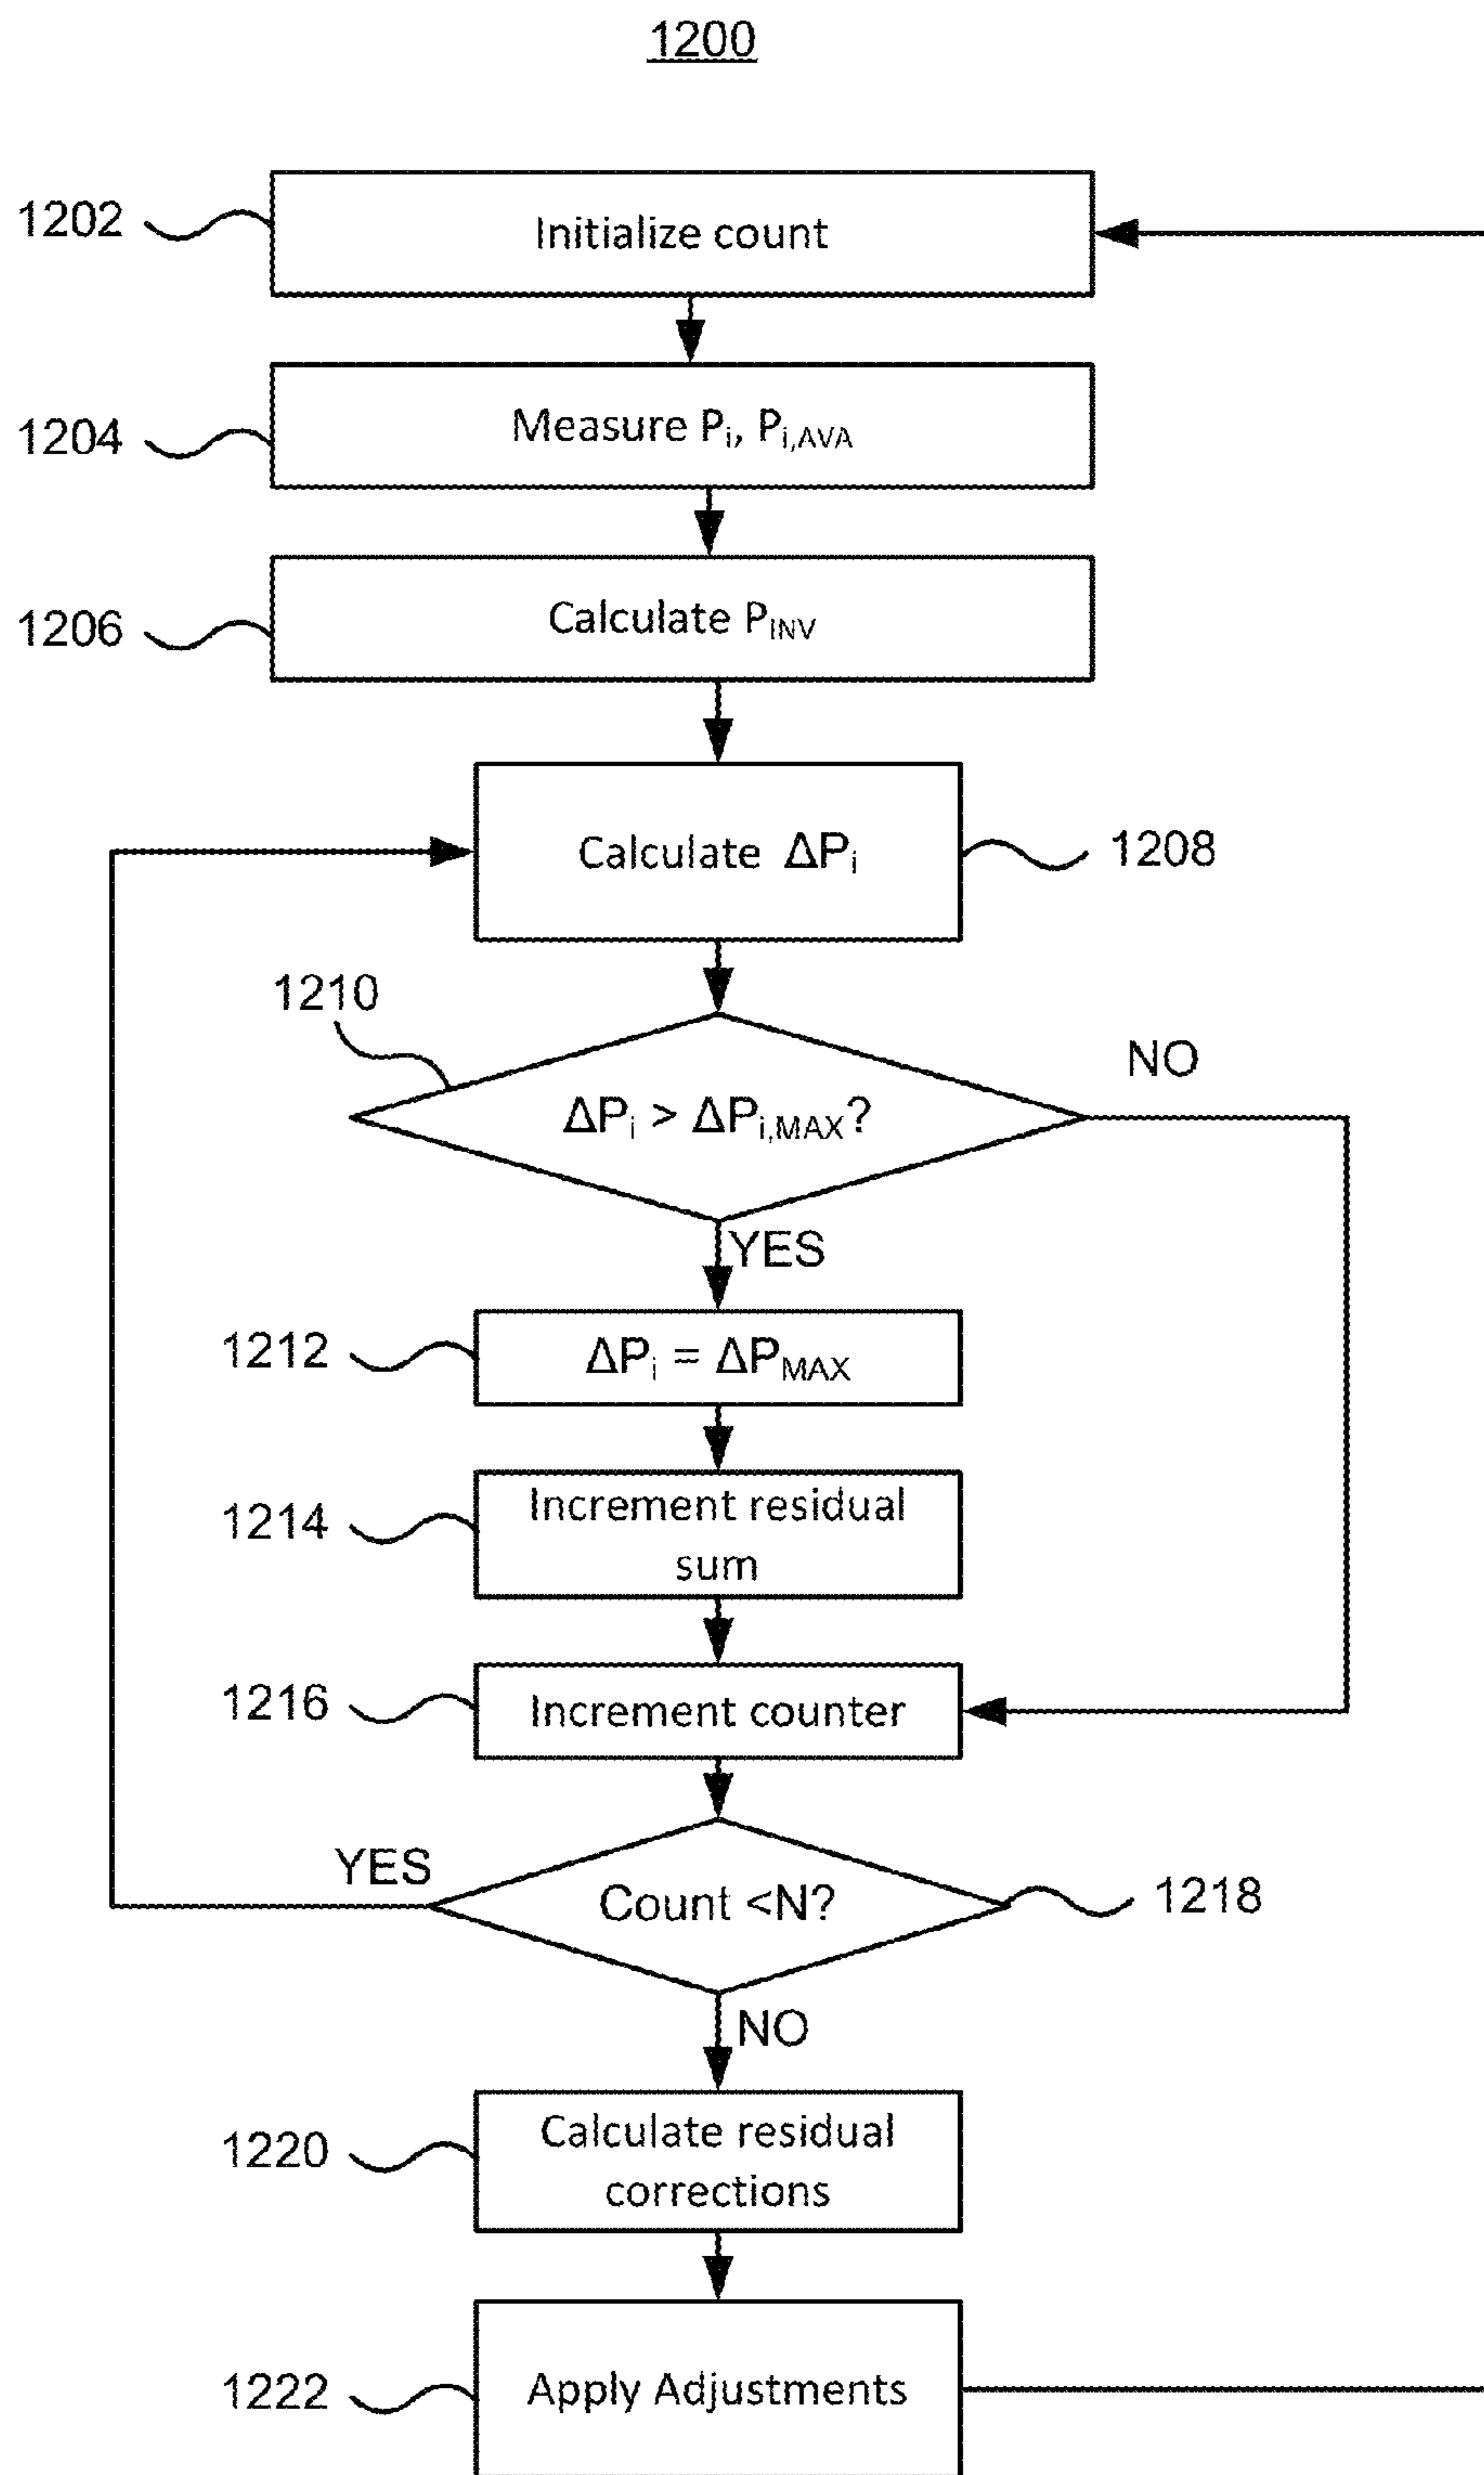 1200
1202
Initialize count
1204
Measure Pi, Pi,AVA
1206
Calculate PINV
Calculate ΔPi
1208
1210
ΔPi > ΔPi,MAX?
NO
YES
1212
ΔPi = ΔPMAX
1214
Increment residual
sum
1216
Increment counter
YES
Count <N?
1218
NO
1220
Calculate residual
corrections
1222
Apply Adjustments